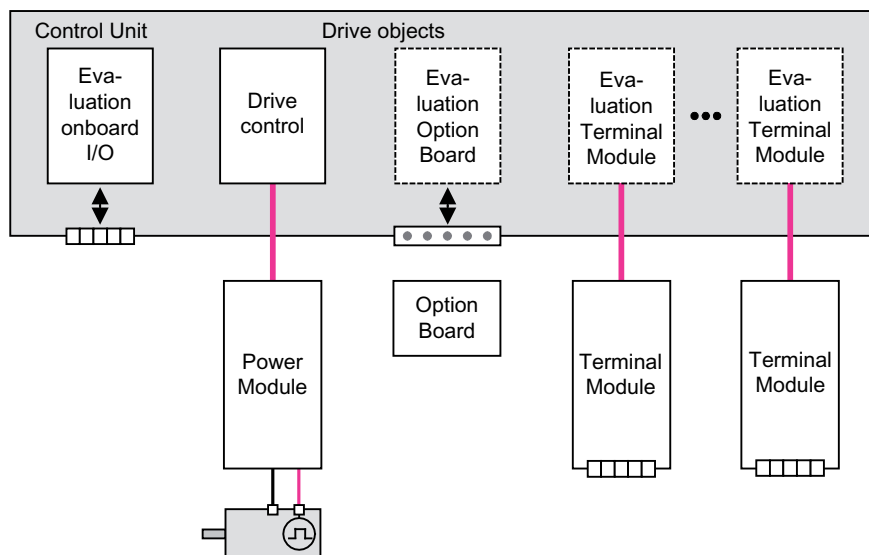 Control Unit
Drive objects
Eva-
luation
onboard
I/O
Drive
control
Eva-
luation
Option
Board
Eva-
luation
Terminal
Module
Eva-
luation
Terminal
Module
Power
Module
Option
Board
Terminal
Module
Terminal
Module